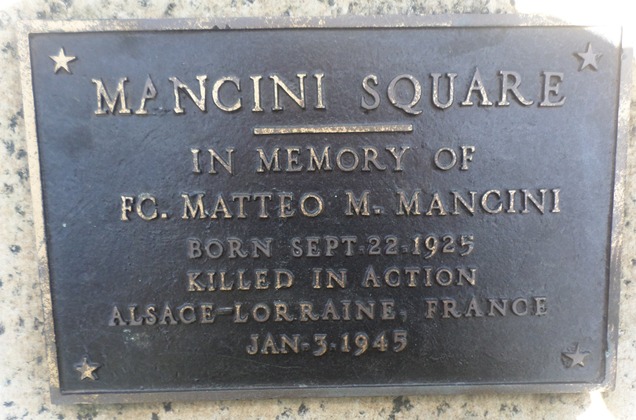 MANCINI SQUARE
IN MEMORY OF
FC. MATTEO M. MANCINI
BORN SEPT. 22. 1925
KILLED IN ACTION
ALSACE-LORRAINE, FRANCE
JAN. 3. 1945